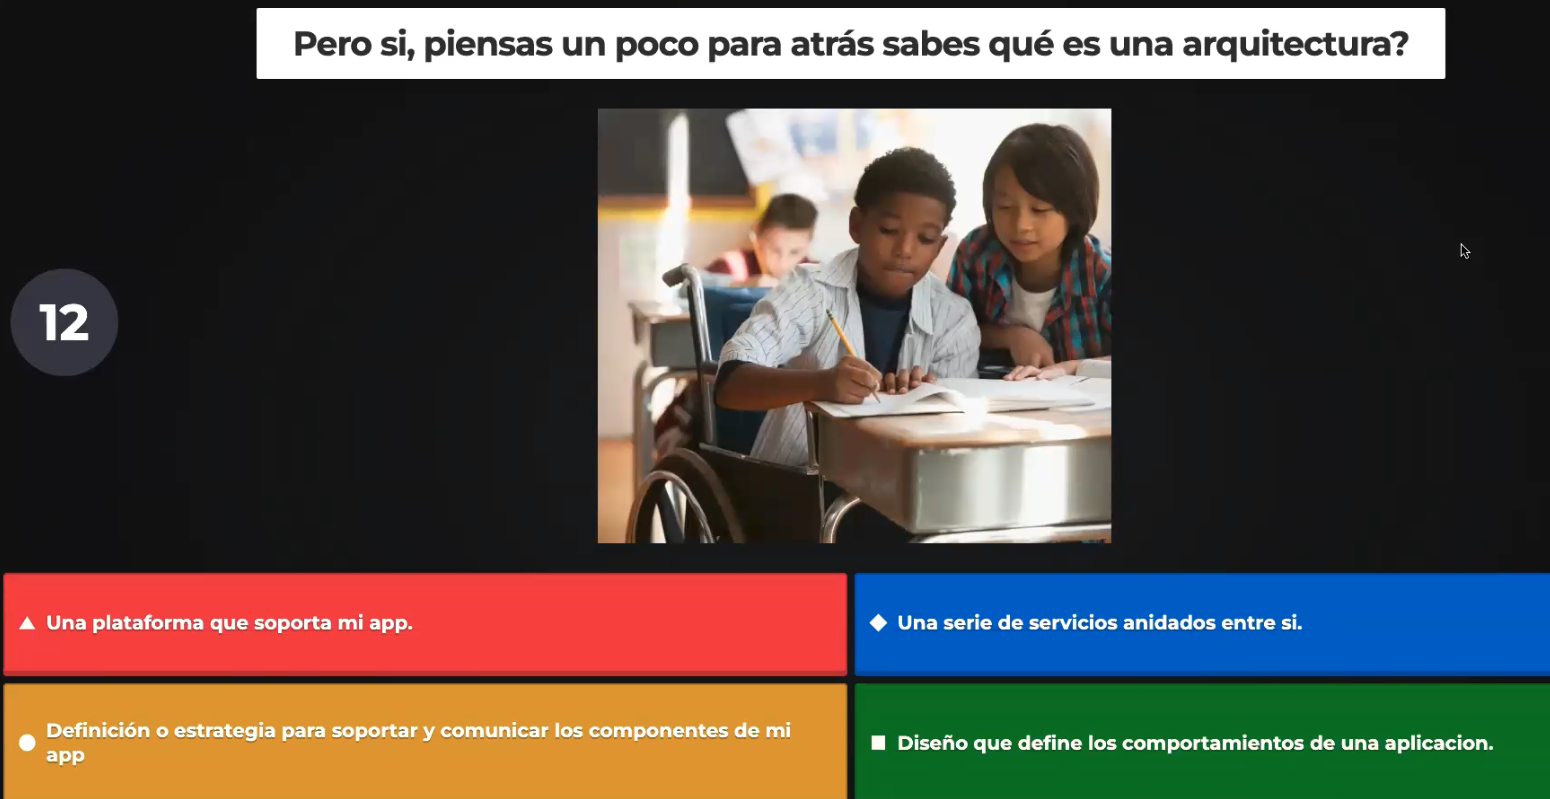 Pero si, piensas un poco para atrás sabes qué es una arquitectura?
12
Una plataforma que soporta mi app.
Una serie de servicios anidados entre si.
Definición o estrategia para soportar y comunicar los componentes de mi
app
Diseño que define los comportamientos de una aplicacion.